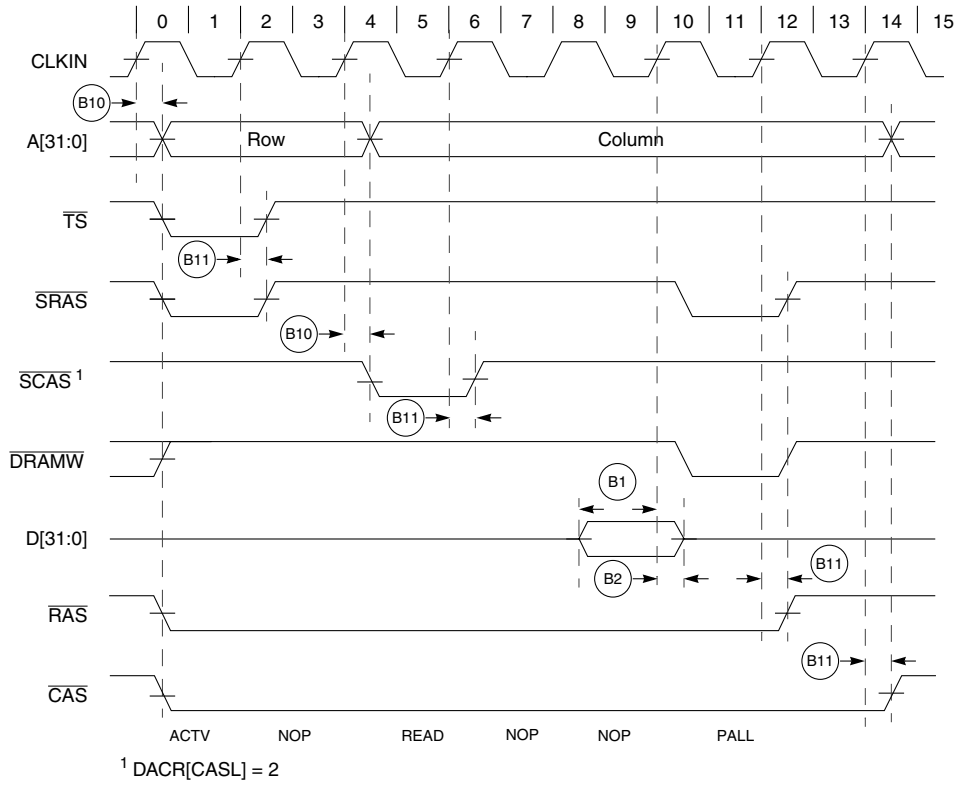 0 1 2 3 4 5 6 7 8 9 10 11 12 13 14 15
CLKIN
B10
A[31:0] Row Column
TS
B11
SRAS
B10
SCAS 1
B11
DRAMW
B1
D[31:0]
B2 B11
RAS
B11
CAS
ACTV NOP READ NOP NOP PALL
1 DACR[CASL] = 2